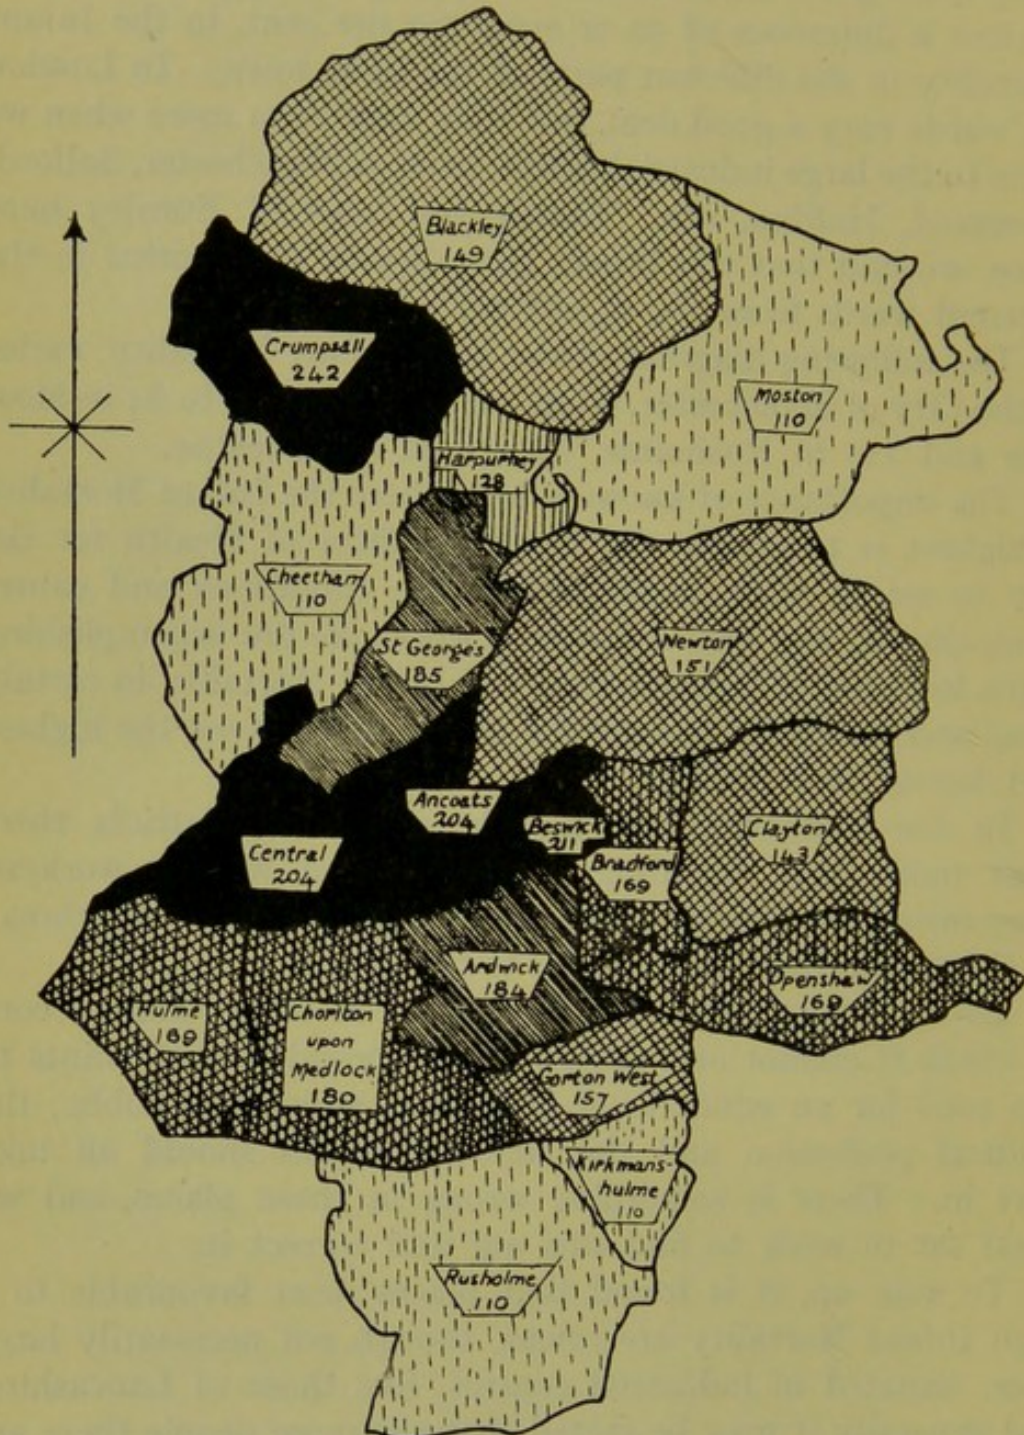 Blackley
149
Crumpsall
242
Moston
110
Harpurhey
128
Cheetham
110
St George's
185
Newton
151
Ancoats
204
Beswick
211
Clayton
143
Central
204
Bradford
169
Ardwick
184
Openshaw
Hulme
189
Chorlton
upon
Medlock
180
Gorton West
157
Kirkmans-
hulme
110
Rusholme
110